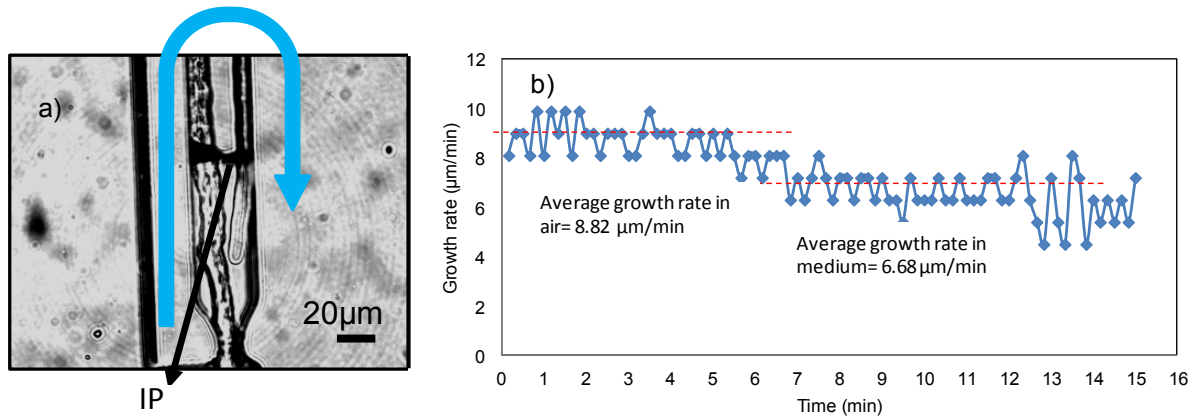 a)
20µm
IP
b)
Growth rate (µm/min)
12
10
8
6
4
2
0
Average growth rate in
air= 8.82 µm/min
Average growth rate in
medium= 6.68 µm/min
0 1 2 3 4 5 6 7 8 9 10 11 12 13 14 15 16
Time (min)